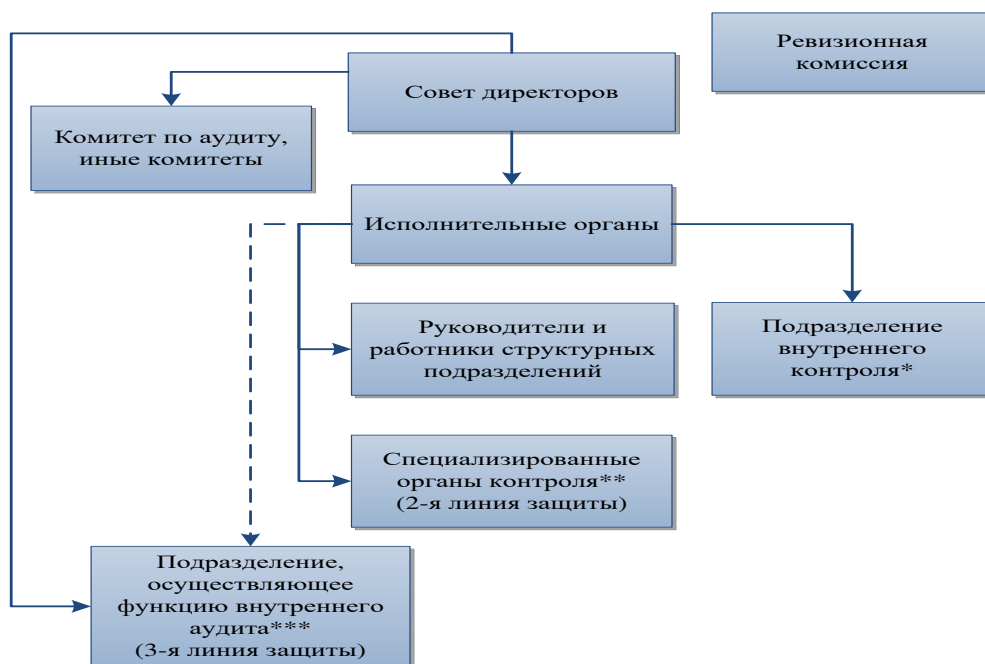 Ревизионная
комиссия
Совет директоров
Комитет по аудиту,
иные комитеты
Исполнительные органы
Руководители и
работники структурных
подразделений
Подразделение
внутреннего
контроля*
Специализированные
органы контроля**
(2-я линия защиты)
Подразделение,
осуществляющее
функцию внутреннего
аудита***
(3-я линия защиты)